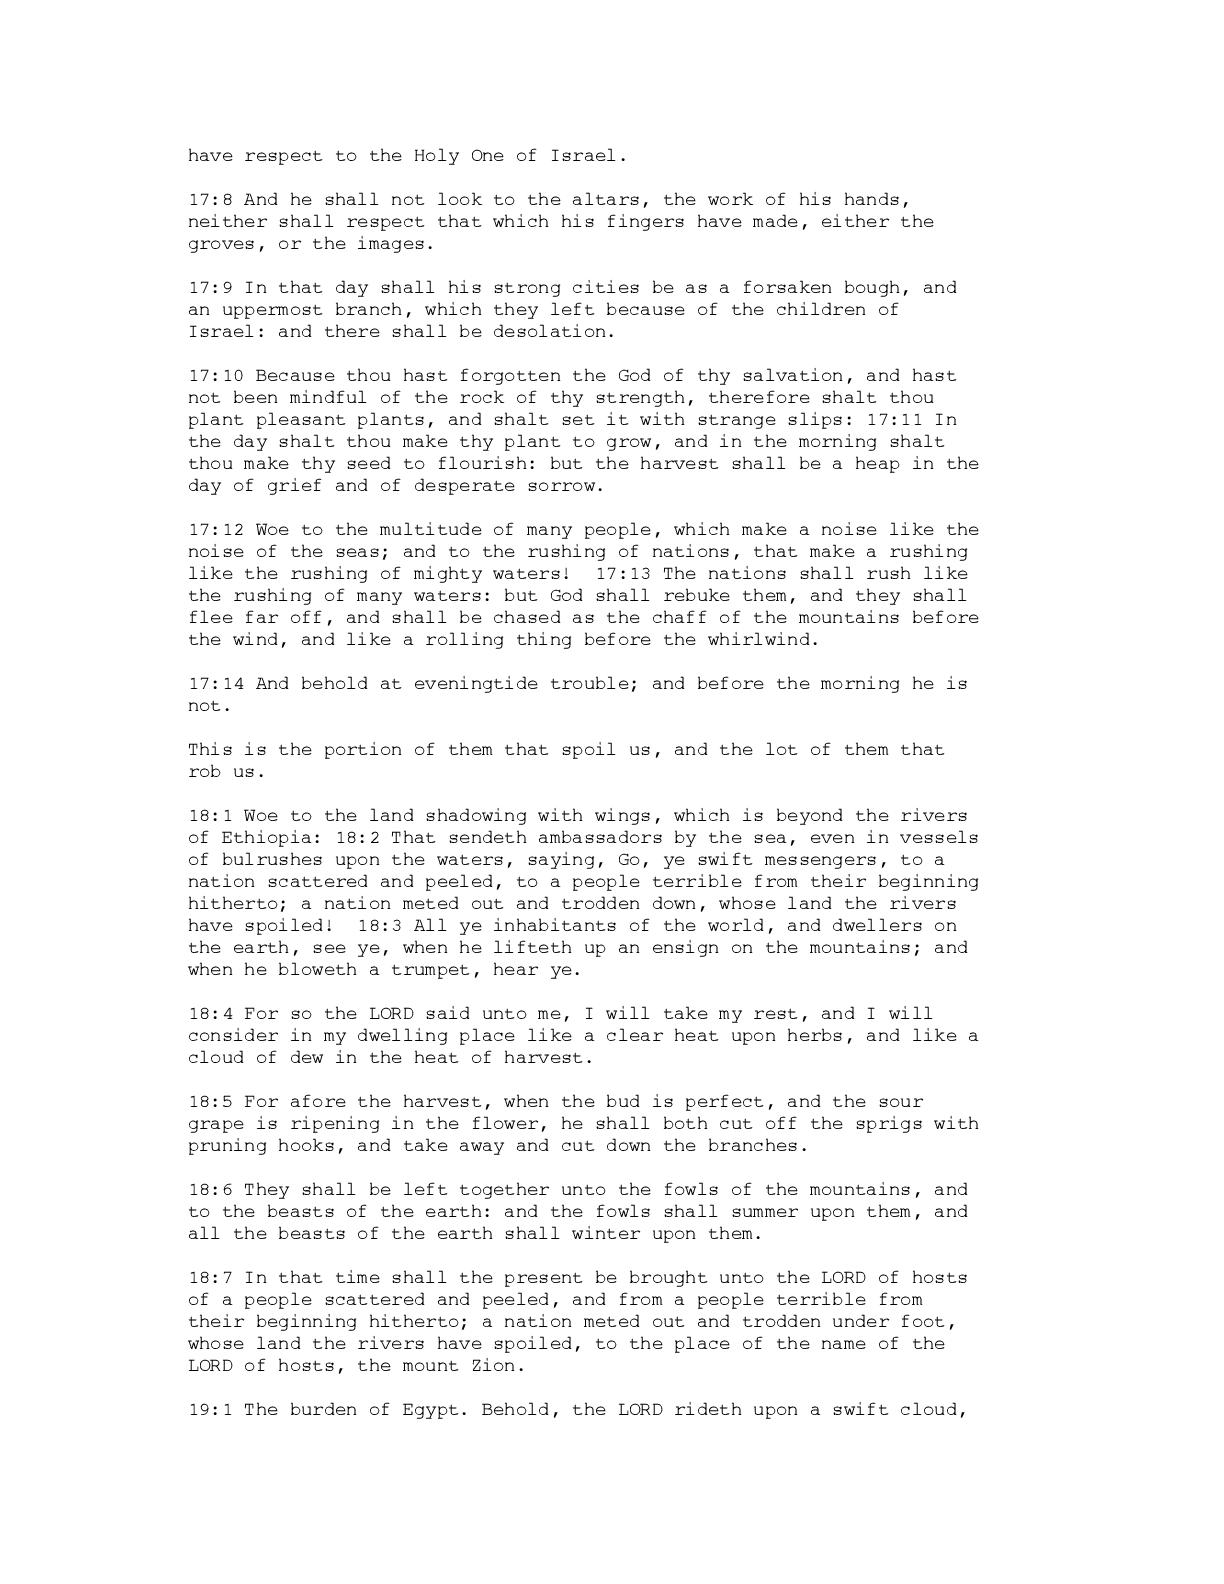 have respect to the Holy One of Israel.
17:8 And he shall not look to the altars, the work of his hands,
neither shall respect that which his fingers have made, either the
groves, or the images.
17:9 In that day shall his strong cities be as a forsaken bough, and
an uppermost branch, which they left because of the children of
Israel: and there shall be desolation.
17:10 Because thou hast forgotten the God of thy salvation, and hast
not been mindful of the rock of thy strength, therefore shalt thou
plant pleasant plants, and shalt set it with strange slips: 17:11 In
the day shalt thou make thy plant to grow, and in the morning shalt
thou make thy seed to flourish: but the harvest shall be a heap in the
day of grief and of desperate sorrow.
17:12 Woe to the multitude of many people, which make a noise like the
noise of the seas; and to the rushing of nations, that make a rushing
like the rushing of mighty waters!  17:13 The nations shall rush like
the rushing of many waters: but God shall rebuke them, and they shall
flee far off, and shall be chased as the chaff of the mountains before
the wind, and like a rolling thing before the whirlwind.
17:14 And behold at eveningtide trouble; and before the morning he is
not.
This is the portion of them that spoil us, and the lot of them that
rob us.
18:1 Woe to the land shadowing with wings, which is beyond the rivers
of Ethiopia: 18:2 That sendeth ambassadors by the sea, even in vessels
of bulrushes upon the waters, saying, Go, ye swift messengers, to a
nation scattered and peeled, to a people terrible from their beginning
hitherto; a nation meted out and trodden down, whose land the rivers
have spoiled!  18:3 All ye inhabitants of the world, and dwellers on
the earth, see ye, when he lifteth up an ensign on the mountains; and
when he bloweth a trumpet, hear ye.
18:4 For so the LORD said unto me, I will take my rest, and I will
consider in my dwelling place like a clear heat upon herbs, and like a
cloud of dew in the heat of harvest.
18:5 For afore the harvest, when the bud is perfect, and the sour
grape is ripening in the flower, he shall both cut off the sprigs with
pruning hooks, and take away and cut down the branches.
18:6 They shall be left together unto the fowls of the mountains, and
to the beasts of the earth: and the fowls shall summer upon them, and
all the beasts of the earth shall winter upon them.
18:7 In that time shall the present be brought unto the LORD of hosts
of a people scattered and peeled, and from a people terrible from
their beginning hitherto; a nation meted out and trodden under foot,
whose land the rivers have spoiled, to the place of the name of the
LORD of hosts, the mount Zion.
19:1 The burden of Egypt. Behold, the LORD rideth upon a swift cloud,